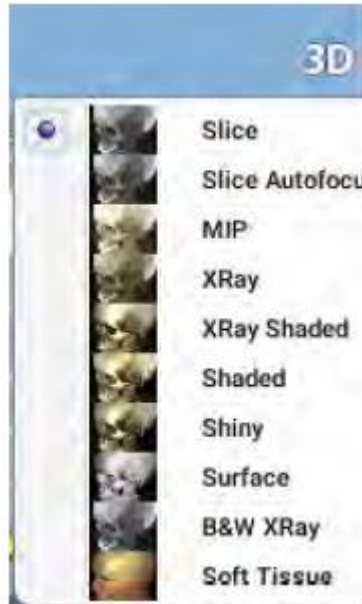 3D
Slice
Slice Autofocu
MIP
XRay
XRay Shaded
Shaded
Shiny
Surface
B&W XRay
Soft Tissue